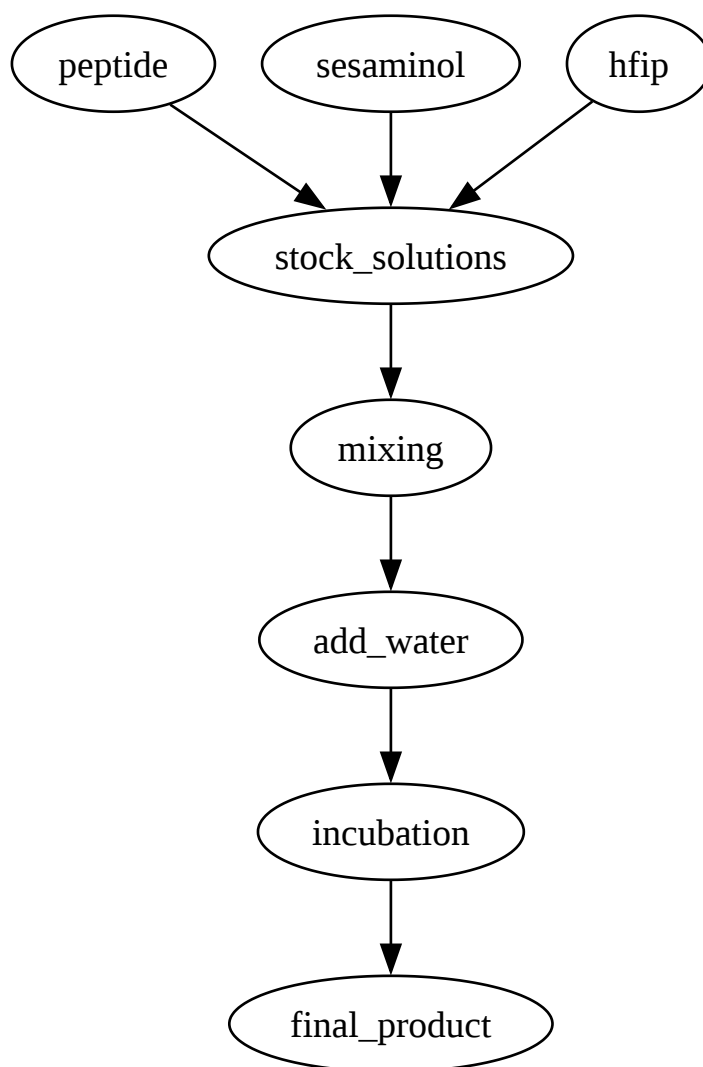 peptide
sesaminol
hfip
stock_solutions
mixing
add_water
incubation
final_product